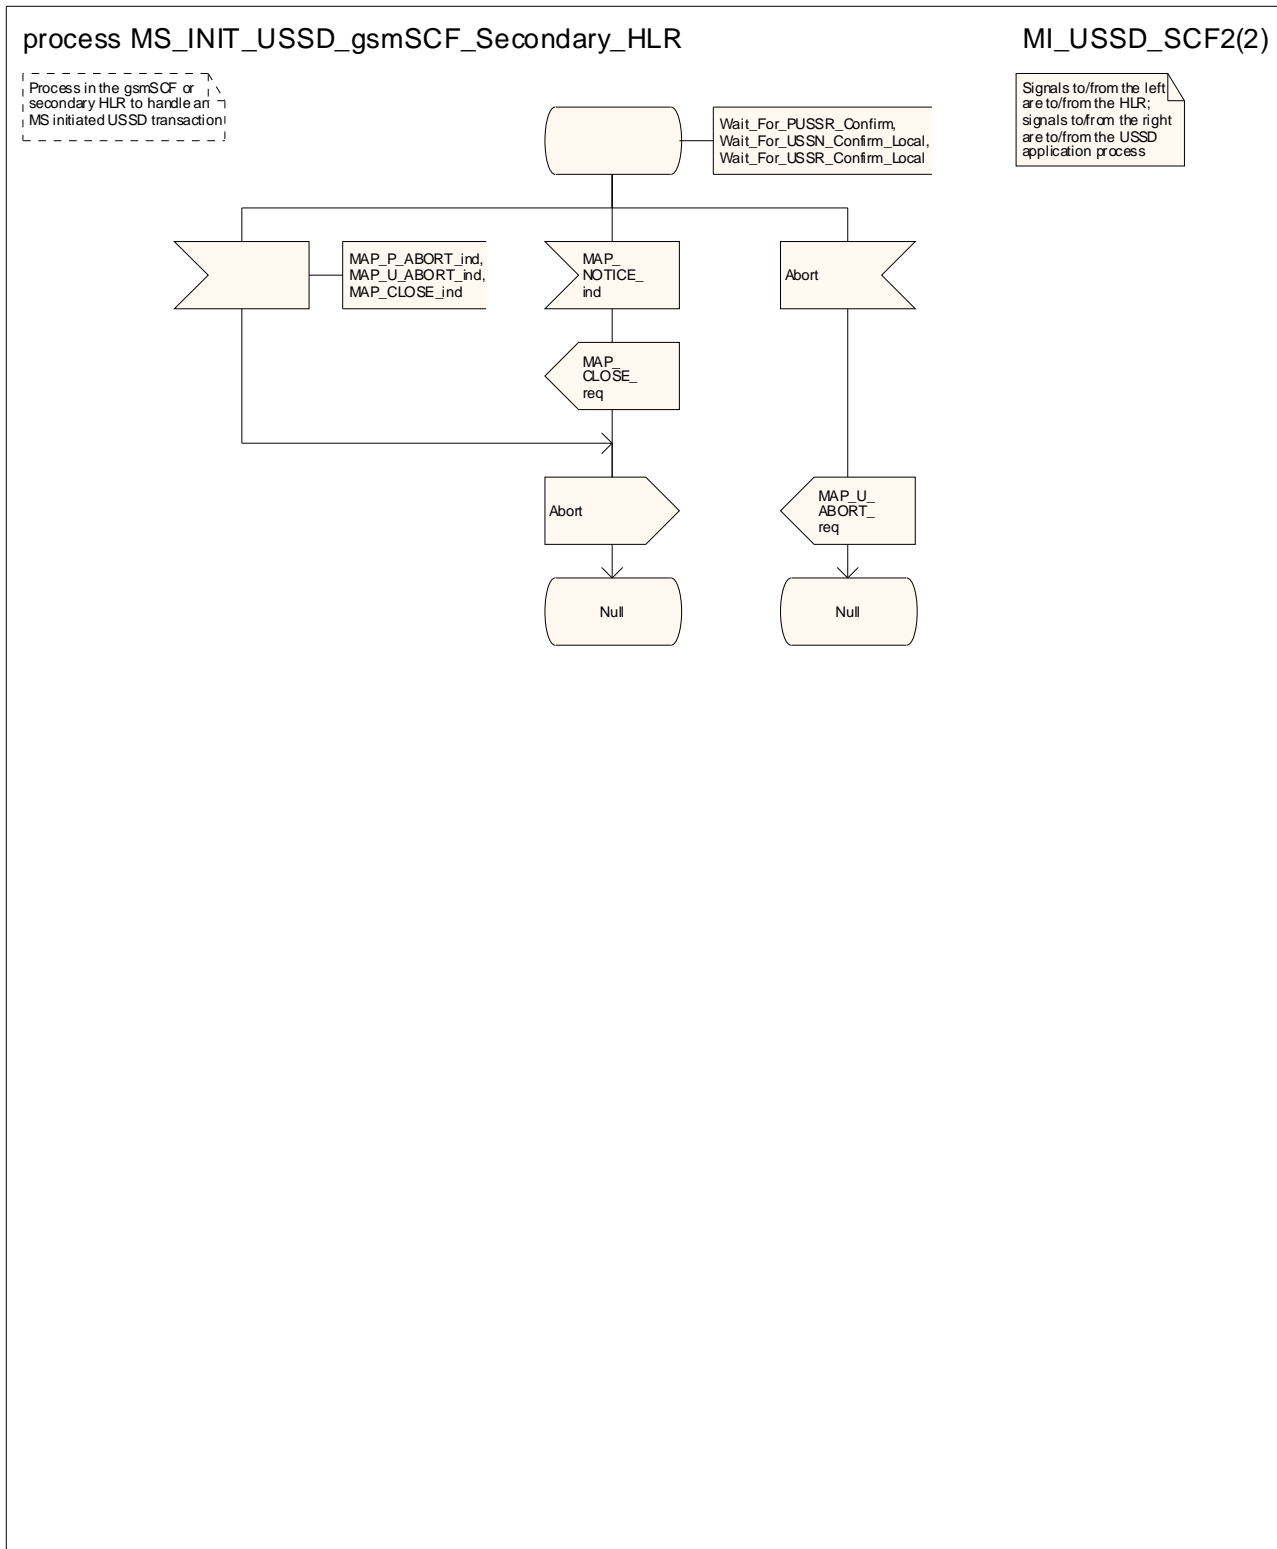 process MS_INIT_USSD_gsmSCF_Secondary_HLR
MI_USSD_SCF2(2)
Process in the gsmSCF or
secondary HLR to handle an
MS initiated USSD transaction
Signals to/from the left
are to/from the HLR;
signals to/from the right
are to/from the USSD
application process
Wait_For_PUSSR_Confirm,
Wait_For_USSN_Confirm_Local,
Wait_For_USSR_Confirm_Local
MAP_P_ABORT_ind,
MAP_U_ABORT_ind,
MAP_CLOSE_ind
MAP_
NOTICE_
ind
Abort
MAP_
CLOSE_
req
Abort
MAP_U_
ABORT_
req
Null
Null